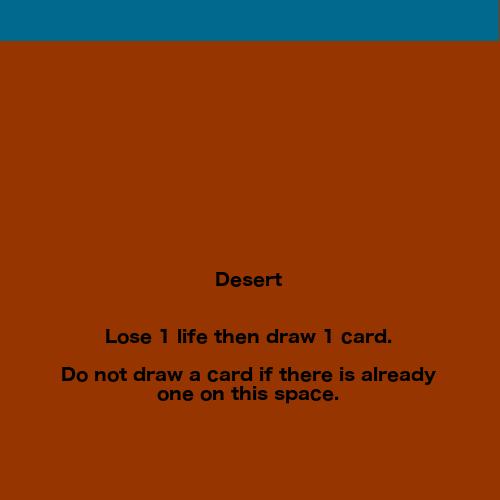 Desert
Lose 1 life then draw 1 card.
Do not draw a card if there is already
one on this space.